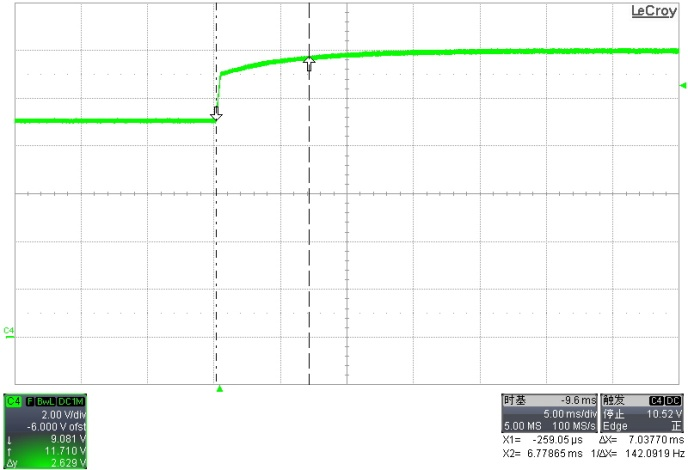 LeCroy
C4
C4 F BwL DC1M
2.00 V/div
-6.000 V ofst
↓ 9.081 V
↑ 11.710 V
Δy 2.629 V
时基 -9.6 ms
5.00 ms/div
5.00 MS 100 MS/s
触发 C4 DC
停止 10.52 V
Edge 正
X1= -259.05 µs ΔX= 7.03770 ms
X2= 6.77865 ms 1/ΔX= 142.0919 Hz